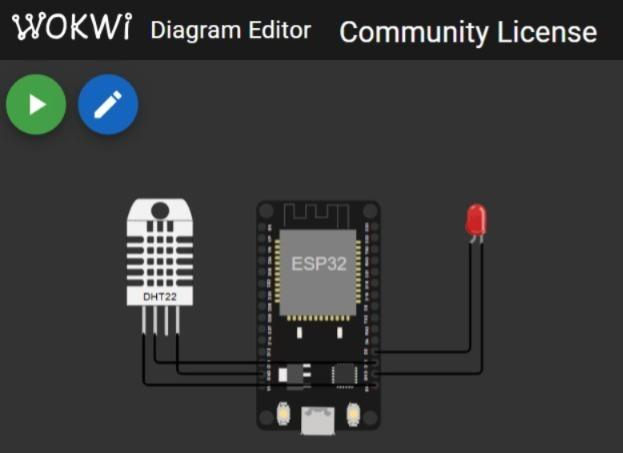 WOKWI Diagram Editor Community License
ESP32
DHT22